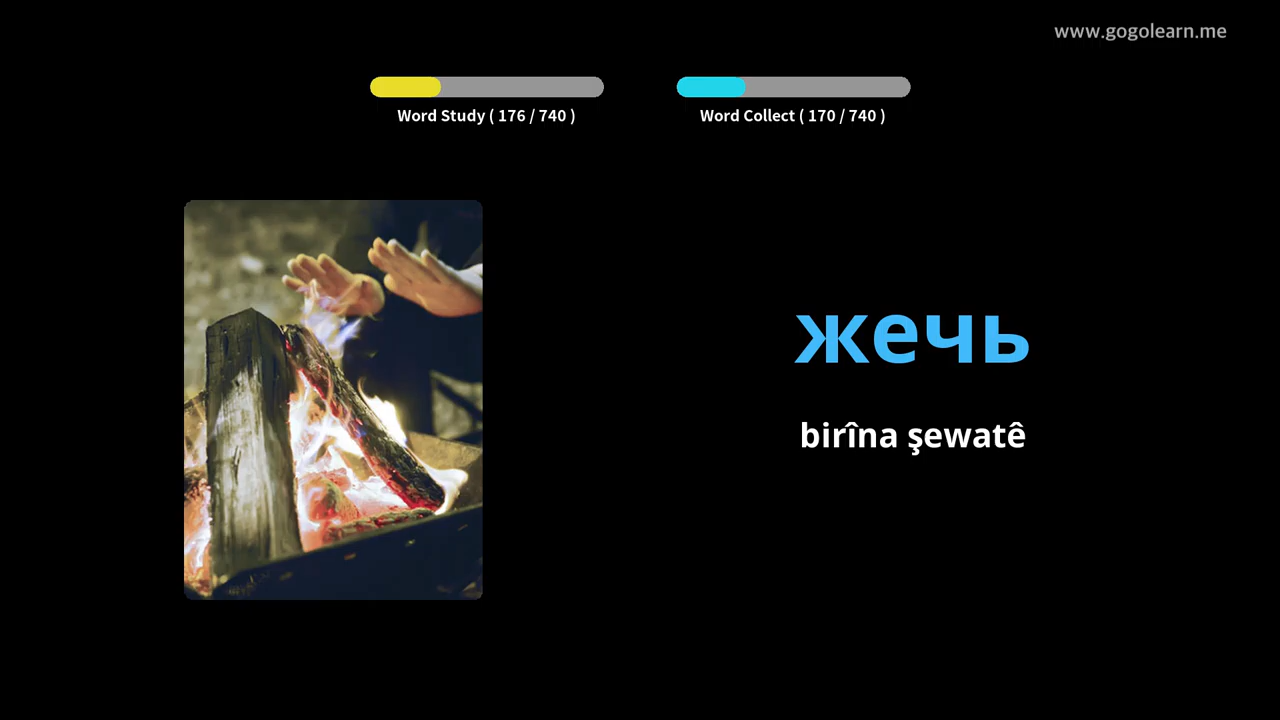 www.gogolearn.me
Word Study ( 176 / 740 )
Word Collect ( 170 / 740 )
жечь
birîna şewatê